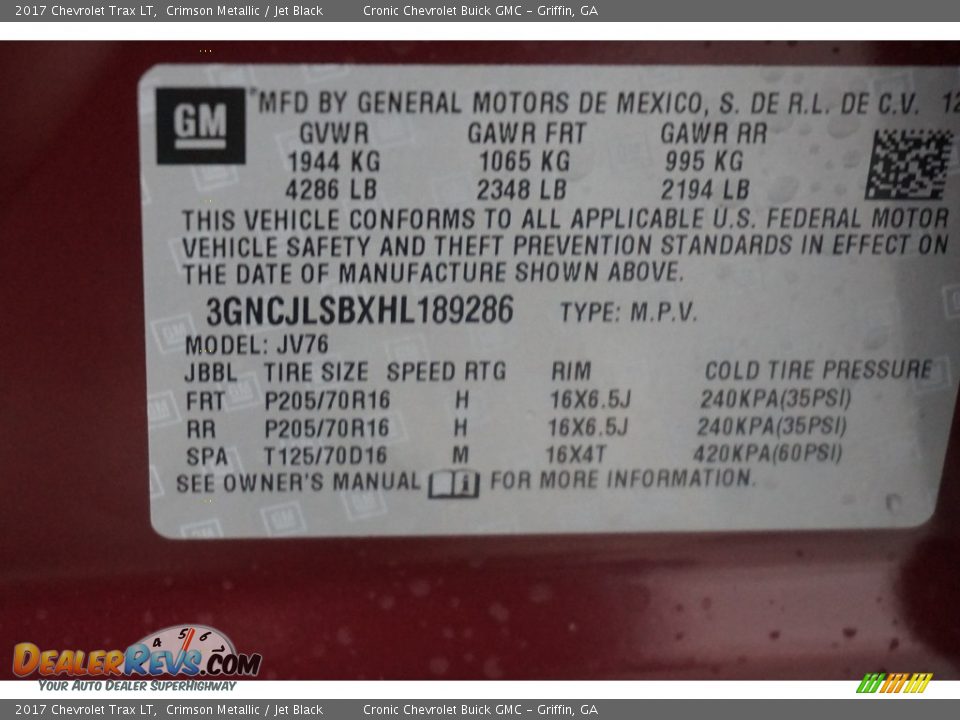 2017 Chevrolet Trax LT, Crimson Metallic / Jet Black Cronic Chevrolet Buick GMC - Griffin, GA
GM
*MFD BY GENERAL MOTORS DE MEXICO, S. DE R.L. DE C.V. 12
GVWR GAWR FRT GAWR RR
1944 KG 1065 KG 995 KG
4286 LB 2348 LB 2194 LB
THIS VEHICLE CONFORMS TO ALL APPLICABLE U.S. FEDERAL MOTOR
VEHICLE SAFETY AND THEFT PREVENTION STANDARDS IN EFFECT ON
THE DATE OF MANUFACTURE SHOWN ABOVE.
3GNCJLSBXHL189286 TYPE: M.P.V.
MODEL: JV76
JBBL TIRE SIZE SPEED RTG RIM COLD TIRE PRESSURE
FRT P205/70R16 H 16X6.5J 240KPA(35PSI)
RR P205/70R16 H 16X6.5J 240KPA(35PSI)
SPA T125/70D16 M 16X4T 420KPA(60PSI)
SEE OWNER'S MANUAL i FOR MORE INFORMATION.
4 5 6
DEALERREVS.COM
YOUR AUTO DEALER SUPERHIGHWAY
2017 Chevrolet Trax LT, Crimson Metallic / Jet Black Cronic Chevrolet Buick GMC - Griffin, GA